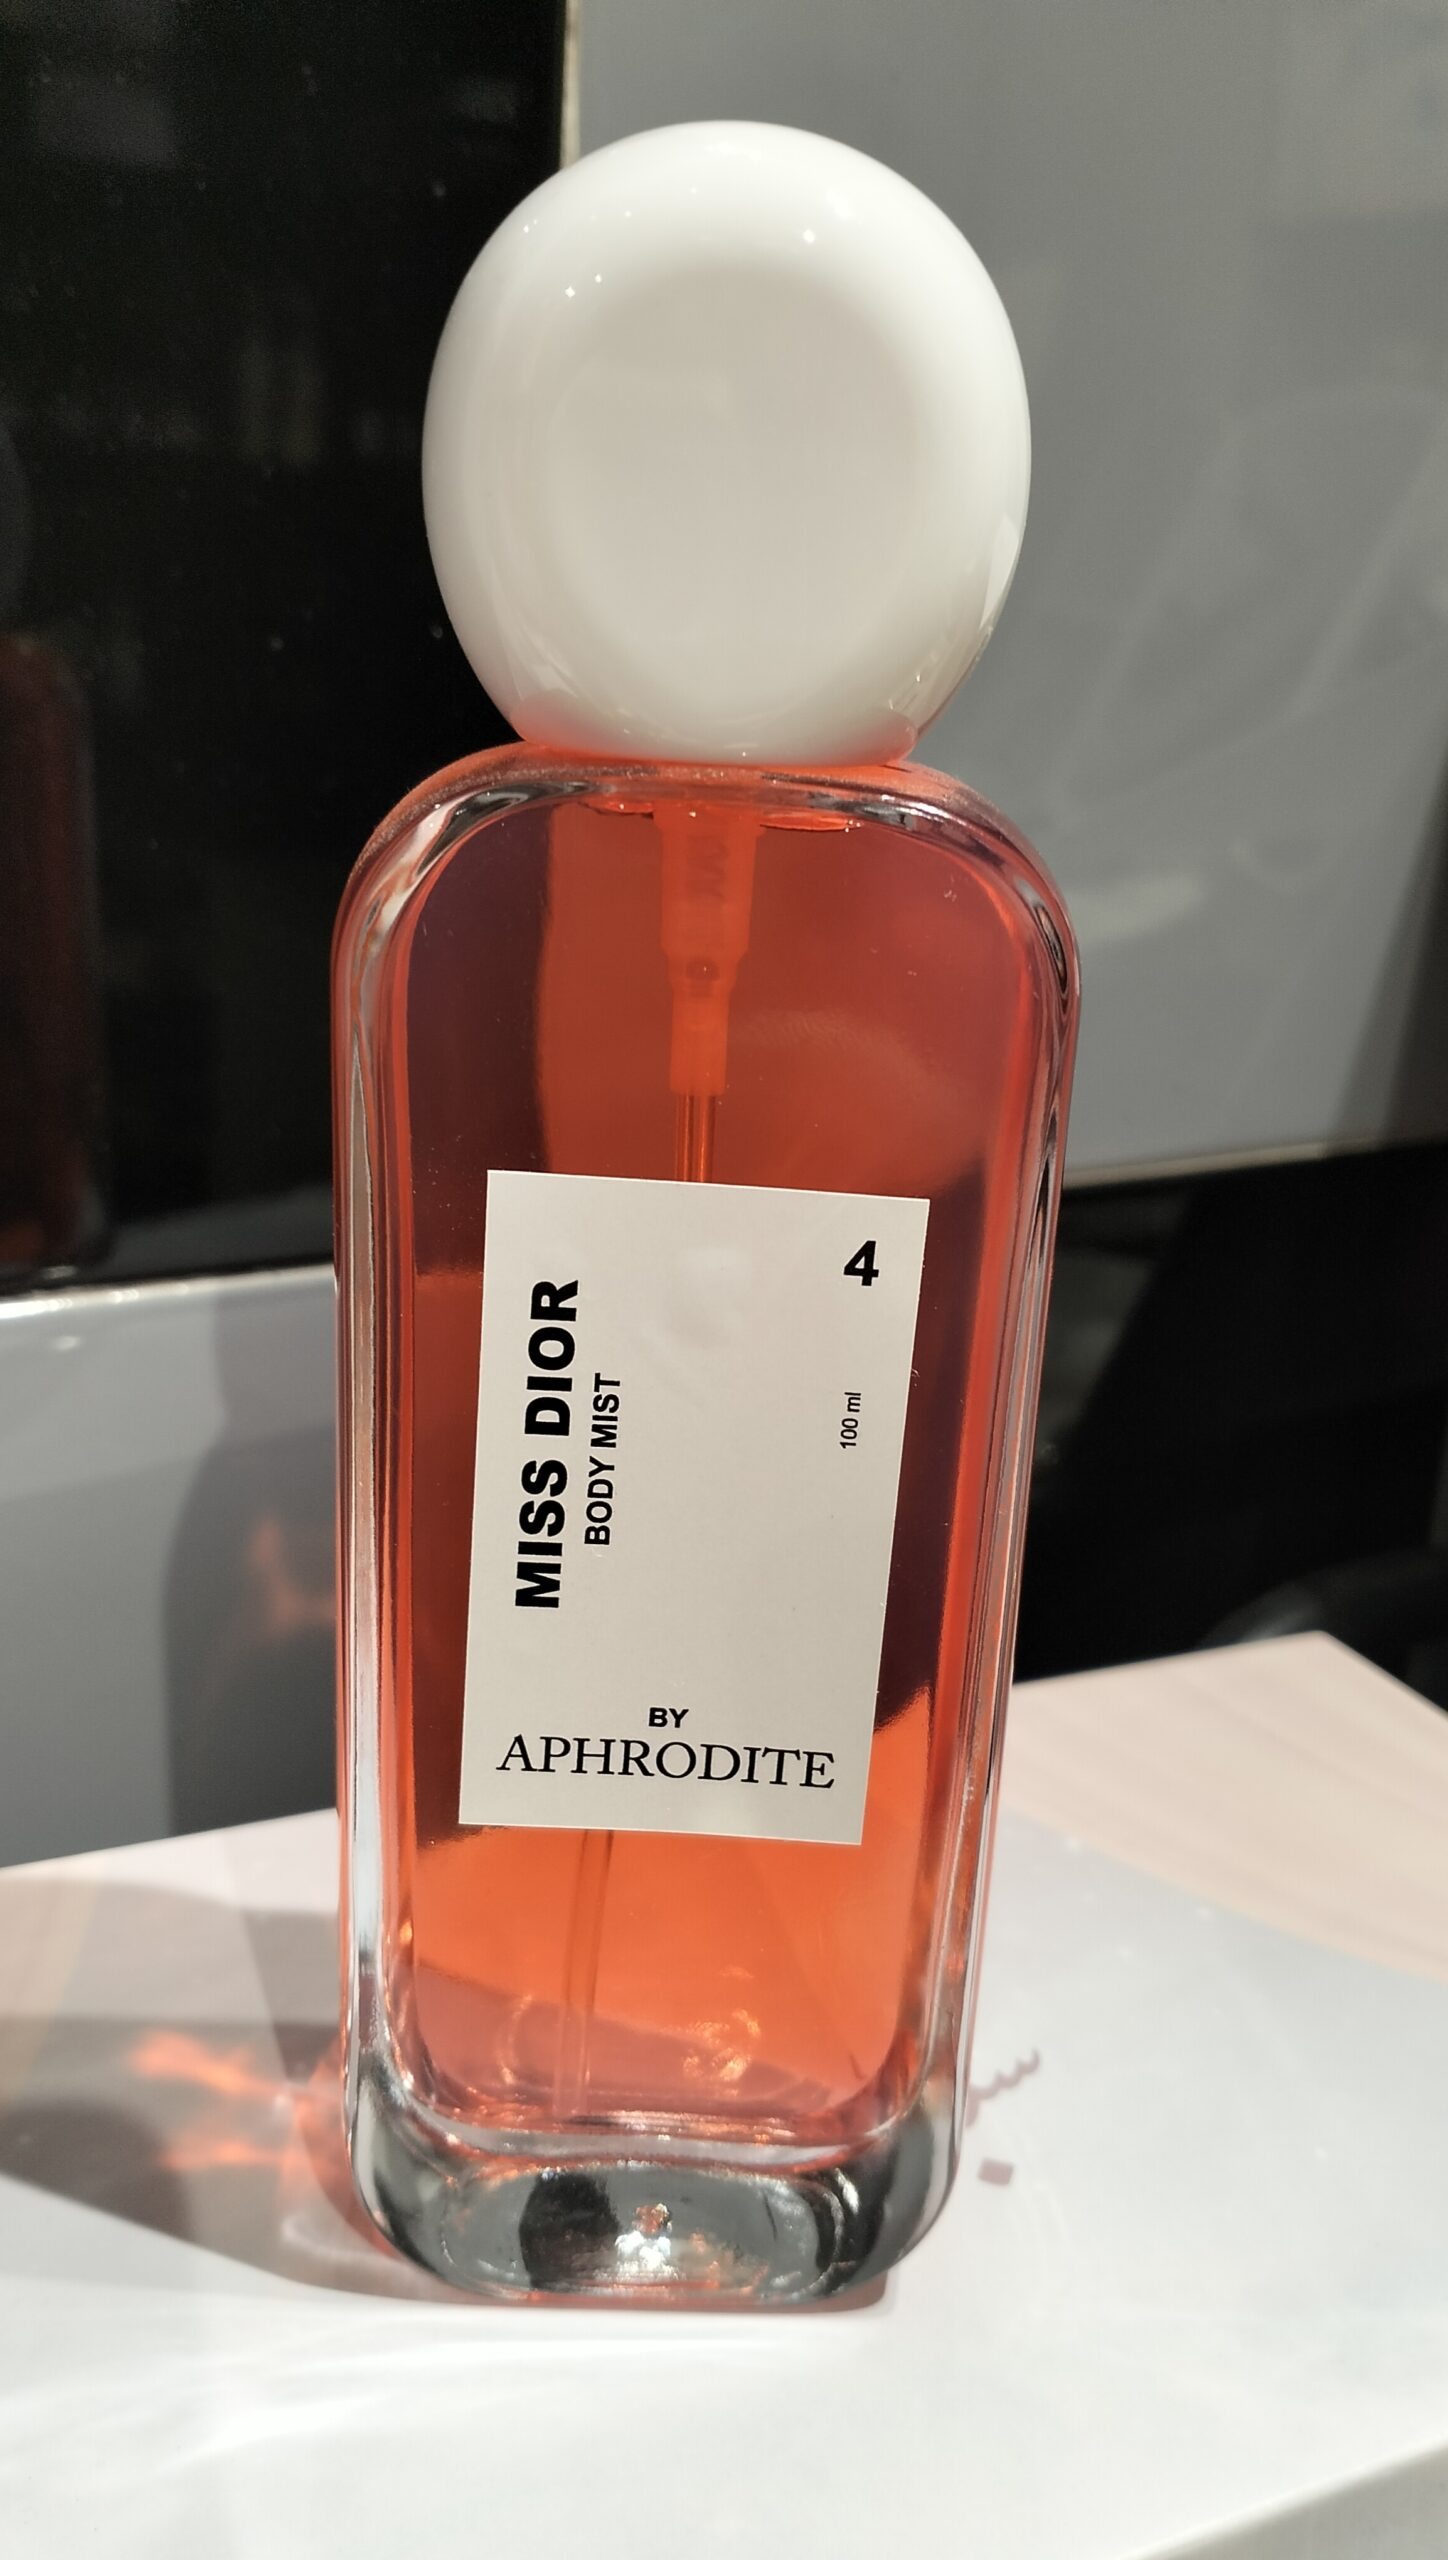 4
MISS DIOR
BODY MIST
100 ml
BY
APHRODITE